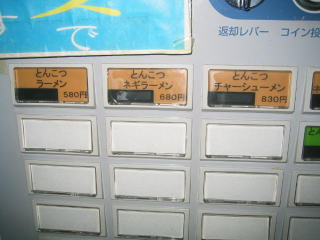 で
返却レバー コイン投
とんこつ
ラーメン
580円
とんこつ
ネギラーメン
680円
とんこつ
チャーシューメン
830円